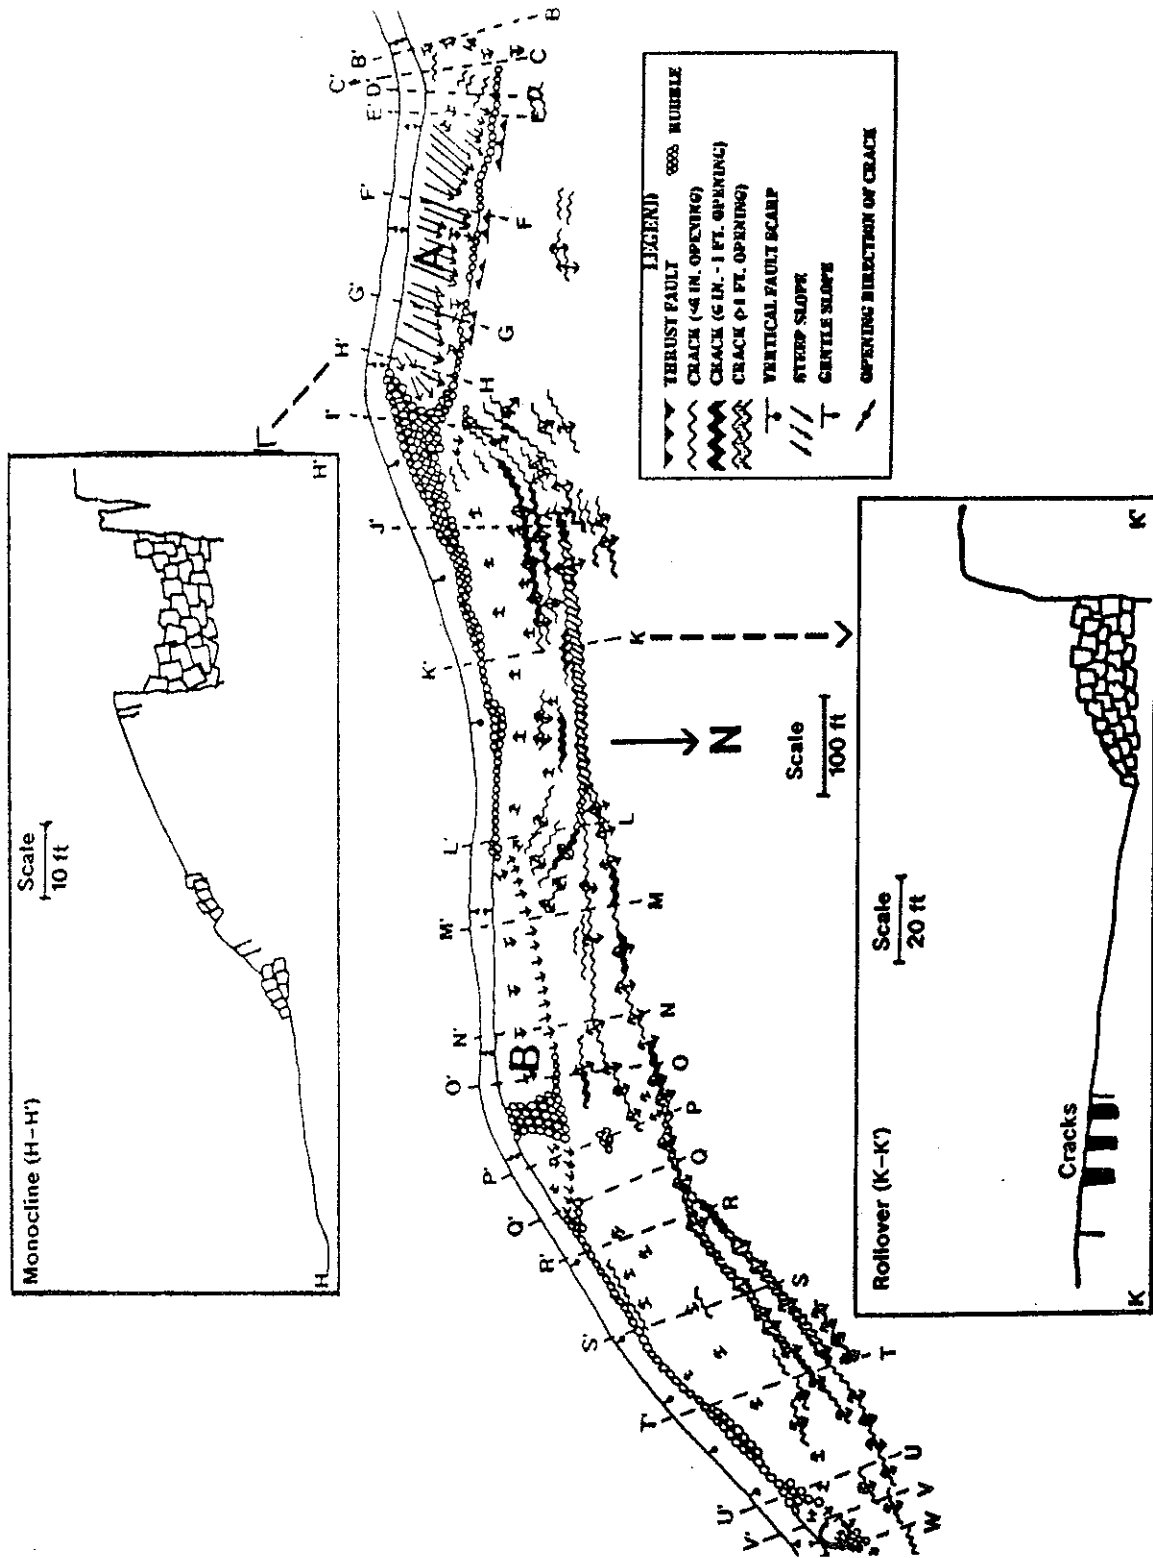 Monocline (H-H')
Scale
10 ft
H
H'
B'
C'
D'
E'
F'
G'
H'
I'
J'
K'
L'
M'
N'
O'
P'
Q'
R'
S'
T'
U'
V'
A
B
B
C
D
E
F
G
H
K
L
M
N
O
P
Q
R
S
T
U
V
W
N
Scale
100 ft
LEGEND
THRUST FAULT
RUBBLE
CRACK (<6 IN. OPENING)
CRACK (6 IN. - 1 FT. OPENING)
CRACK (>1 FT. OPENING)
VERTICAL FAULT SCARP
STEEP SLOPE
GENTLE SLOPE
OPENING DIRECTION OF CRACK
Rollover (K-K')
Scale
20 ft
Cracks
K
K'